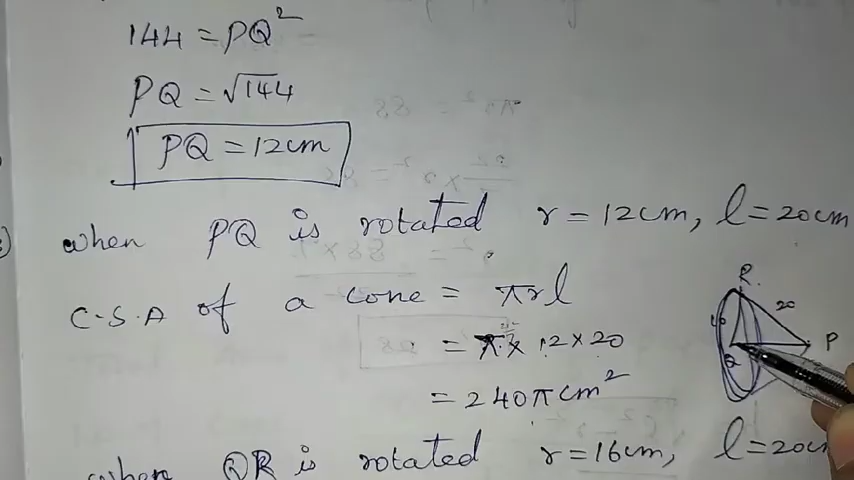 144 = PQ²
PQ = √144
PQ = 12cm
when PQ is rotated r = 12cm, l = 20cm
C.S.A of a cone = πrl
= π × 12 × 20
= 240π cm²
R
20
P
Q
when QR is rotated r = 16cm, l = 20cm